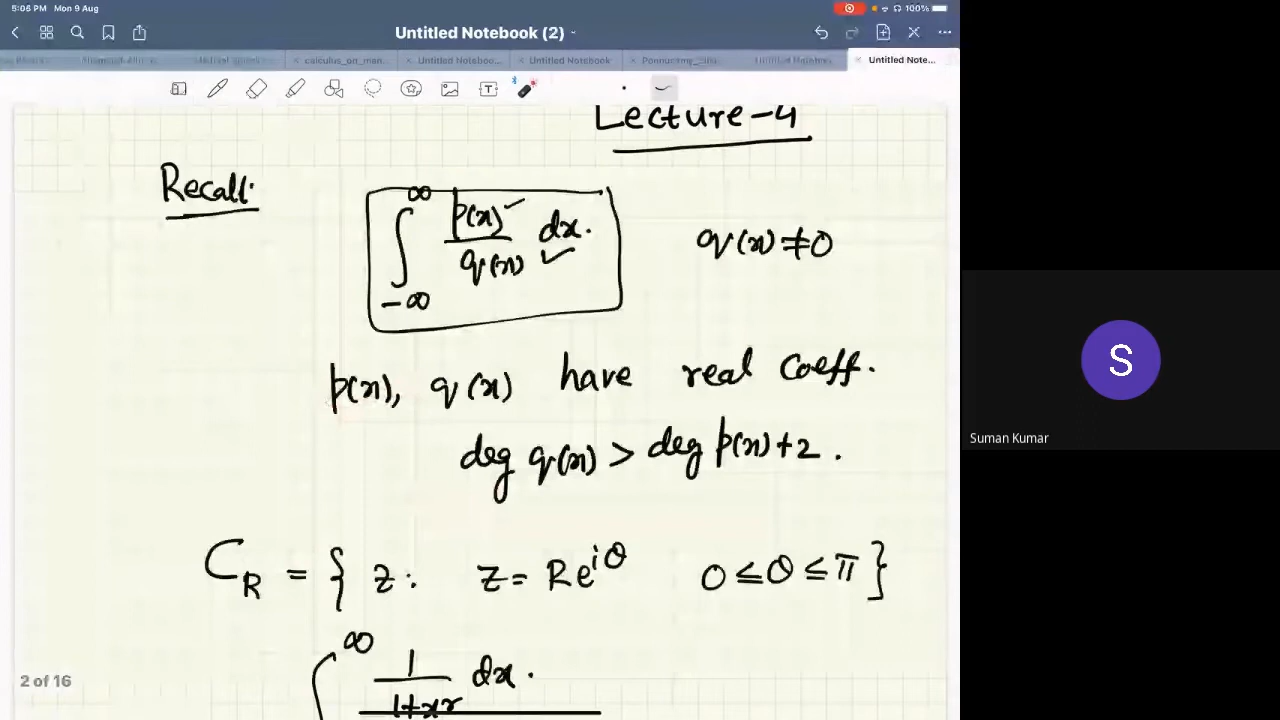 5:06 PM Mon 9 Aug
100%
Untitled Notebook (2)
calculus_on_man...
Untitled Noteboo...
Untitled Notebook
Untitled Note...
Lecture-4
Recall:
∫_{-∞}^{∞} p(x)/q(x) dx. q(x) ≠ 0
p(x), q(x) have real coeff.
deg q(x) > deg p(x)+2.
C_R = { z: z = Re^{iθ} 0 ≤ θ ≤ π }
∫^{∞} 1/(1+x^2) dx.
2 of 16
S
Suman Kumar